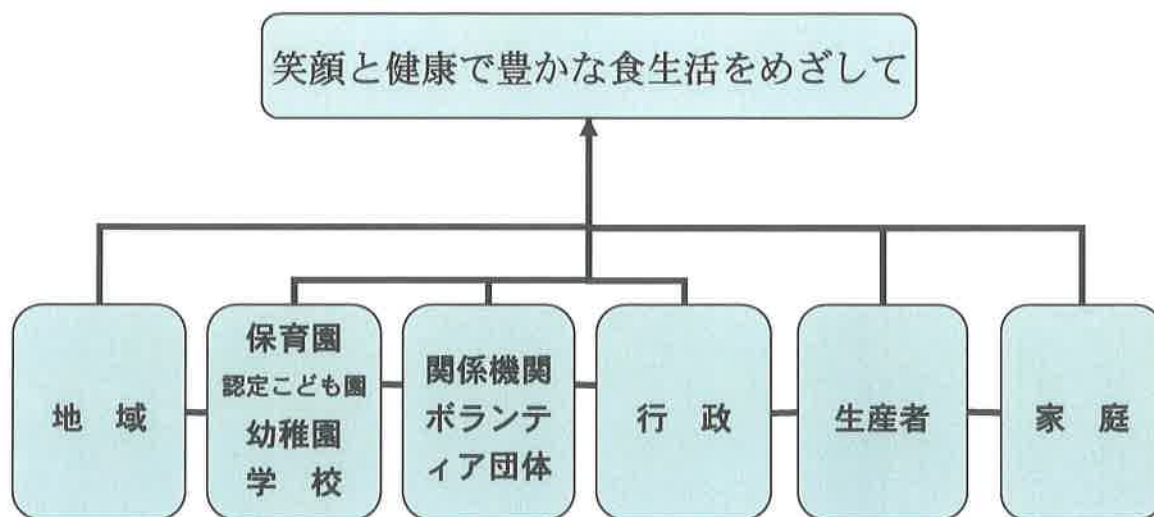 笑顔と健康で豊かな食生活をめざして
地　域
保育園
認定こども園
幼稚園
学　校
関係機関
ボランテ
ィア団体
行　政
生産者
家　庭